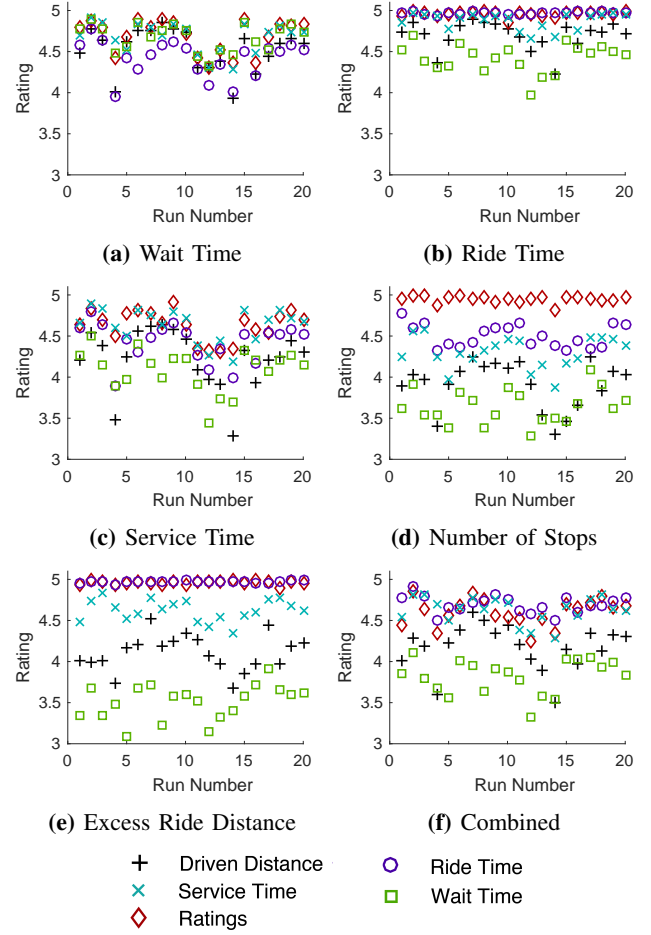 5
4.5
4
3.5
3
Rating
0 5 10 15 20
Run Number
(a) Wait Time
5
4.5
4
3.5
3
Rating
0 5 10 15 20
Run Number
(b) Ride Time
5
4.5
4
3.5
3
Rating
0 5 10 15 20
Run Number
(c) Service Time
5
4.5
4
3.5
3
Rating
0 5 10 15 20
Run Number
(d) Number of Stops
5
4.5
4
3.5
3
Rating
0 5 10 15 20
Run Number
(e) Excess Ride Distance
5
4.5
4
3.5
3
Rating
0 5 10 15 20
Run Number
(f) Combined
Driven Distance
Service Time
Ratings
Ride Time
Wait Time